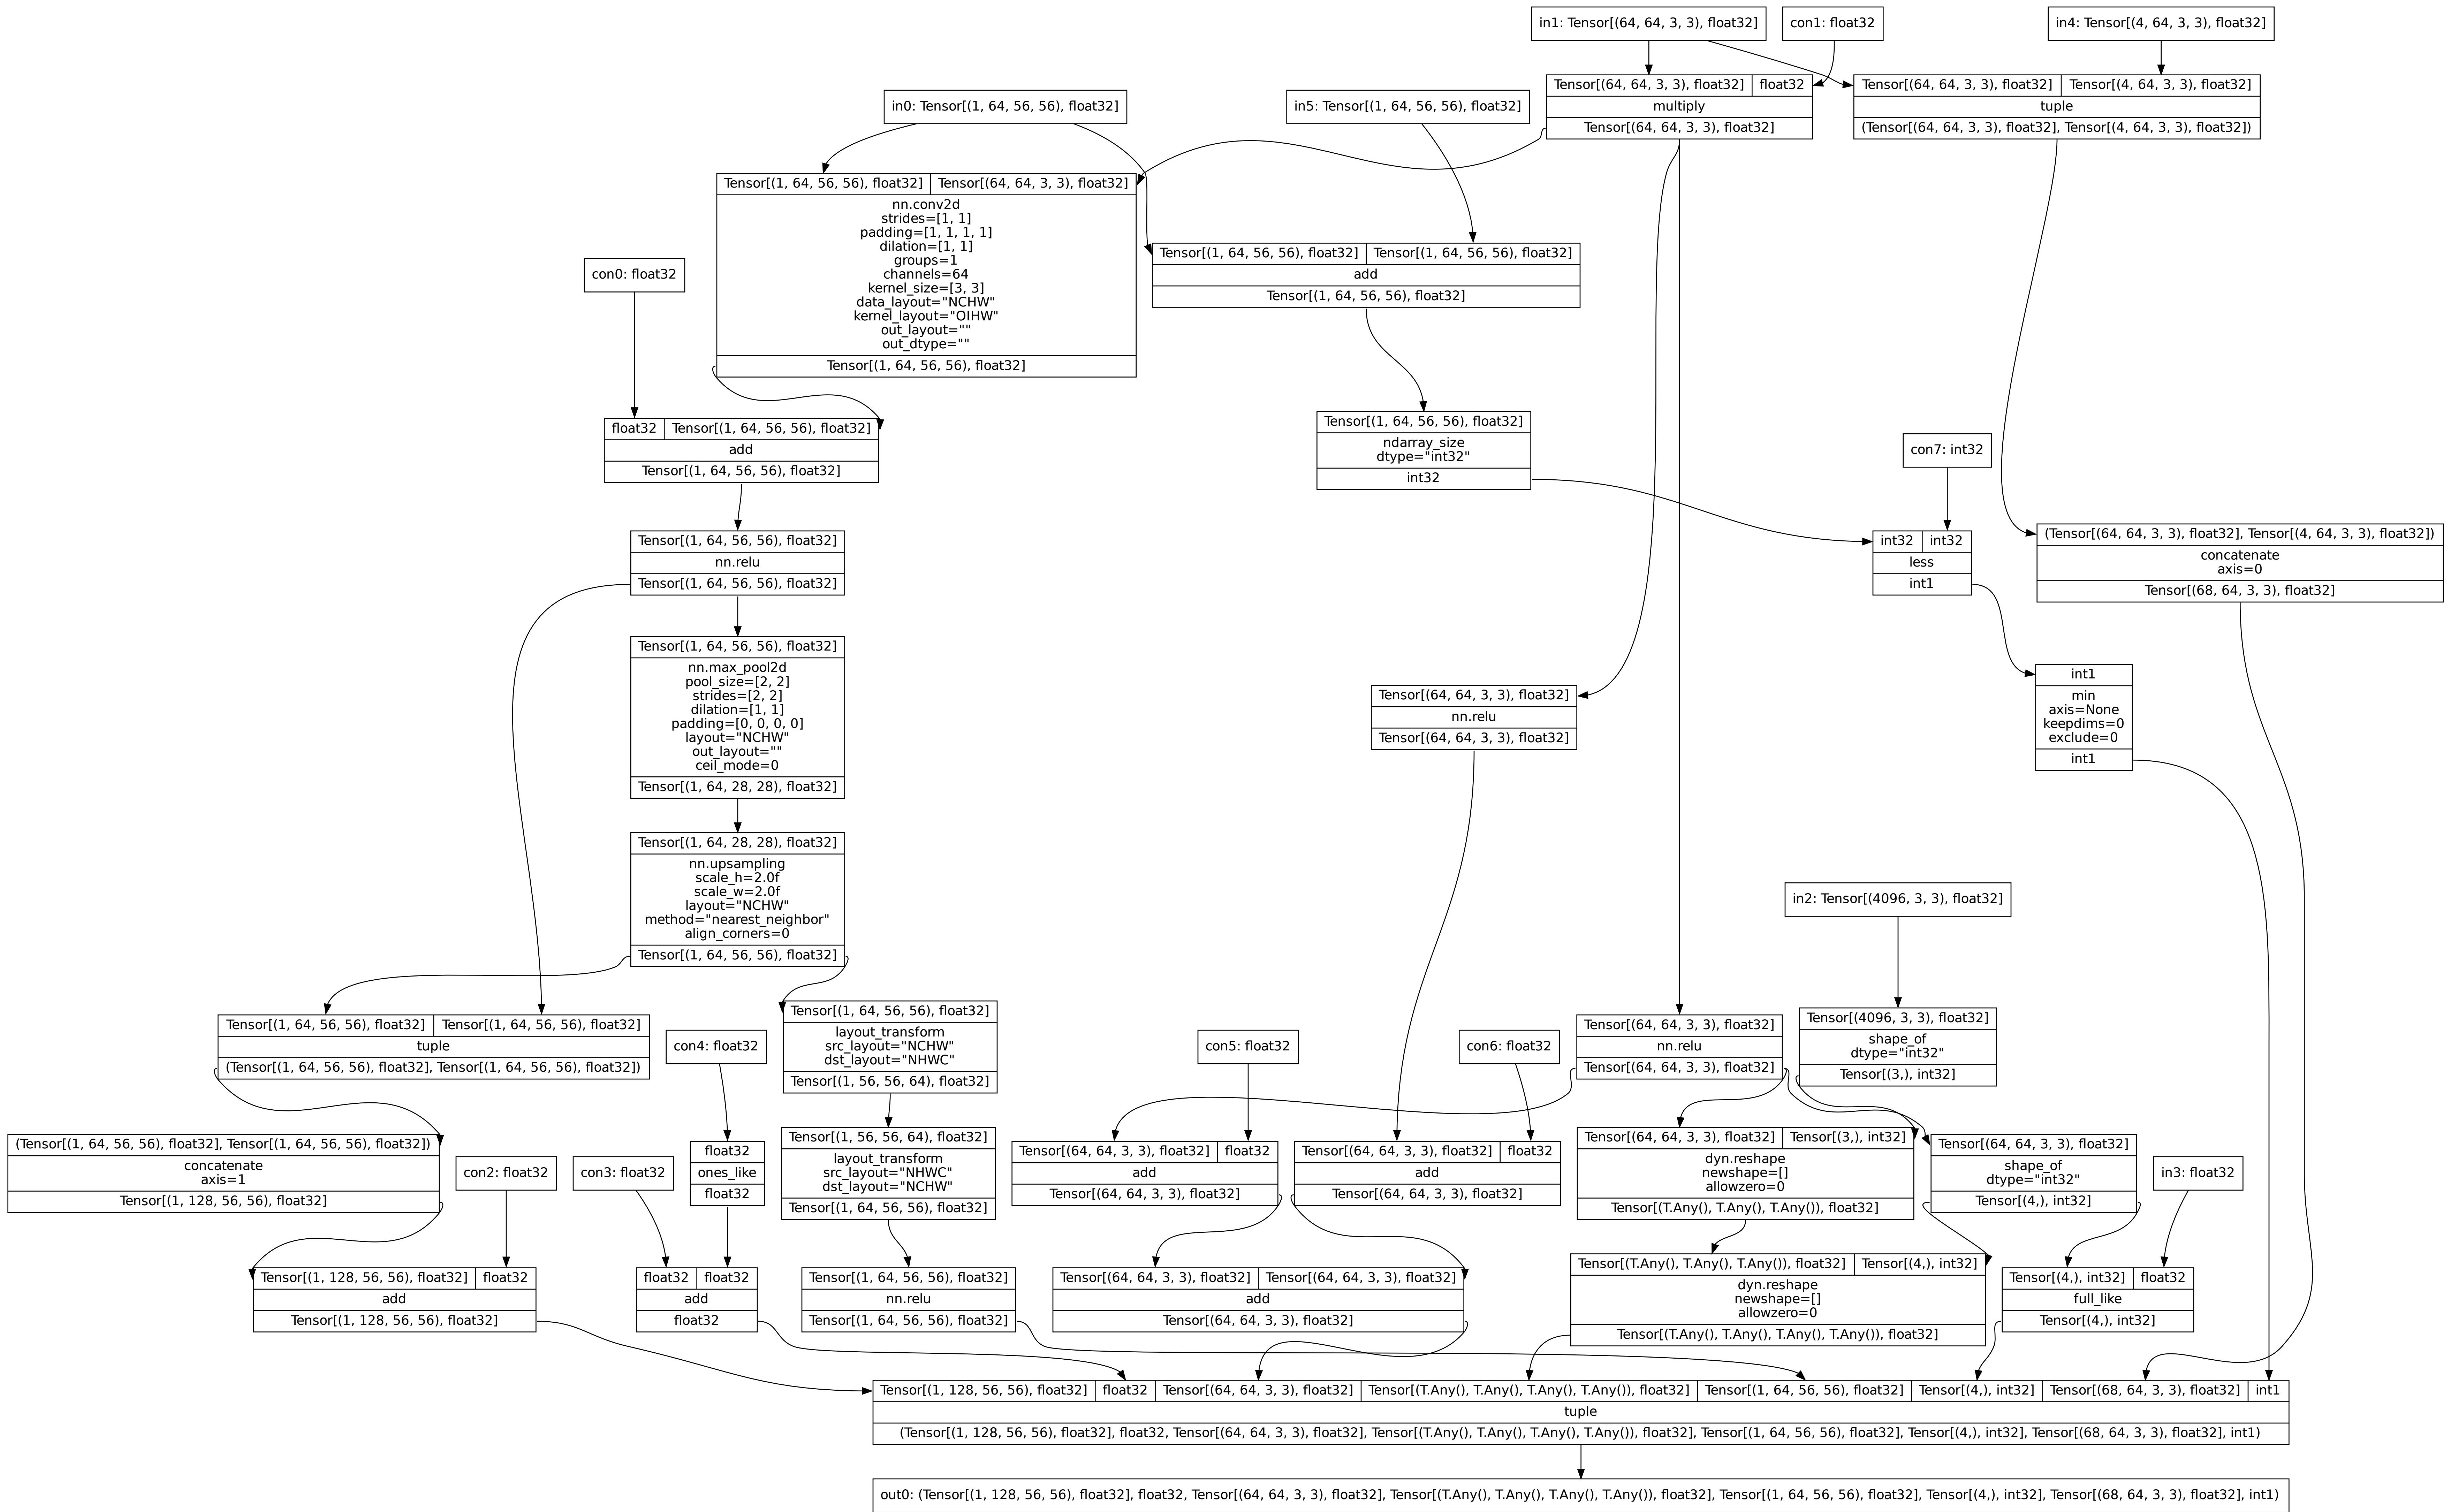 in1: Tensor[(64, 64, 3, 3), float32]
con1: float32
in4: Tensor[(4, 64, 3, 3), float32]
Tensor[(64, 64, 3, 3), float32] float32
multiply
Tensor[(64, 64, 3, 3), float32]
Tensor[(64, 64, 3, 3), float32] Tensor[(4, 64, 3, 3), float32]
tuple
(Tensor[(64, 64, 3, 3), float32], Tensor[(4, 64, 3, 3), float32])
in0: Tensor[(1, 64, 56, 56), float32]
in5: Tensor[(1, 64, 56, 56), float32]
Tensor[(1, 64, 56, 56), float32] Tensor[(64, 64, 3, 3), float32]
nn.conv2d
strides=[1, 1]
padding=[1, 1, 1, 1]
dilation=[1, 1]
groups=1
channels=64
kernel_size=[3, 3]
data_layout="NCHW"
kernel_layout="OIHW"
out_layout=""
out_dtype=""
Tensor[(1, 64, 56, 56), float32]
Tensor[(1, 64, 56, 56), float32] Tensor[(1, 64, 56, 56), float32]
add
Tensor[(1, 64, 56, 56), float32]
con0: float32
float32 Tensor[(1, 64, 56, 56), float32]
add
Tensor[(1, 64, 56, 56), float32]
Tensor[(1, 64, 56, 56), float32]
ndarray_size
dtype="int32"
int32
con7: int32
int32 int32
less
int1
(Tensor[(64, 64, 3, 3), float32], Tensor[(4, 64, 3, 3), float32])
concatenate
axis=0
Tensor[(68, 64, 3, 3), float32]
Tensor[(1, 64, 56, 56), float32]
nn.relu
Tensor[(1, 64, 56, 56), float32]
Tensor[(1, 64, 56, 56), float32]
nn.max_pool2d
pool_size=[2, 2]
strides=[2, 2]
dilation=[1, 1]
padding=[0, 0, 0, 0]
layout="NCHW"
out_layout=""
ceil_mode=0
Tensor[(1, 64, 28, 28), float32]
int1
min
axis=None
keepdims=0
exclude=0
int1
Tensor[(64, 64, 3, 3), float32]
nn.relu
Tensor[(64, 64, 3, 3), float32]
Tensor[(1, 64, 28, 28), float32]
nn.upsampling
scale_h=2.0f
scale_w=2.0f
layout="NCHW"
method="nearest_neighbor"
align_corners=0
Tensor[(1, 64, 56, 56), float32]
in2: Tensor[(4096, 3, 3), float32]
Tensor[(1, 64, 56, 56), float32] Tensor[(1, 64, 56, 56), float32]
tuple
(Tensor[(1, 64, 56, 56), float32], Tensor[(1, 64, 56, 56), float32])
con4: float32
Tensor[(1, 64, 56, 56), float32]
layout_transform
src_layout="NCHW"
dst_layout="NHWC"
Tensor[(1, 56, 56, 64), float32]
con5: float32
con6: float32
Tensor[(64, 64, 3, 3), float32]
nn.relu
Tensor[(64, 64, 3, 3), float32]
Tensor[(4096, 3, 3), float32]
shape_of
dtype="int32"
Tensor[(3,), int32]
(Tensor[(1, 64, 56, 56), float32], Tensor[(1, 64, 56, 56), float32])
concatenate
axis=1
Tensor[(1, 128, 56, 56), float32]
con2: float32
con3: float32
float32
ones_like
float32
Tensor[(1, 56, 56, 64), float32]
layout_transform
src_layout="NHWC"
dst_layout="NCHW"
Tensor[(1, 64, 56, 56), float32]
Tensor[(64, 64, 3, 3), float32] float32
add
Tensor[(64, 64, 3, 3), float32]
Tensor[(64, 64, 3, 3), float32] float32
add
Tensor[(64, 64, 3, 3), float32]
Tensor[(64, 64, 3, 3), float32] Tensor[(3,), int32]
dyn.reshape
newshape=[]
allowzero=0
Tensor[(T.Any(), T.Any(), T.Any()), float32]
Tensor[(64, 64, 3, 3), float32]
shape_of
dtype="int32"
Tensor[(4,), int32]
in3: float32
Tensor[(1, 128, 56, 56), float32] float32
add
Tensor[(1, 128, 56, 56), float32]
float32 float32
add
float32
Tensor[(1, 64, 56, 56), float32]
nn.relu
Tensor[(1, 64, 56, 56), float32]
Tensor[(64, 64, 3, 3), float32] Tensor[(64, 64, 3, 3), float32]
add
Tensor[(64, 64, 3, 3), float32]
Tensor[(T.Any(), T.Any(), T.Any()), float32] Tensor[(4,), int32]
dyn.reshape
newshape=[]
allowzero=0
Tensor[(T.Any(), T.Any(), T.Any(), T.Any()), float32]
Tensor[(4,), int32] float32
full_like
Tensor[(4,), int32]
Tensor[(1, 128, 56, 56), float32] float32 Tensor[(64, 64, 3, 3), float32] Tensor[(T.Any(), T.Any(), T.Any(), T.Any()), float32] Tensor[(1, 64, 56, 56), float32] Tensor[(4,), int32] Tensor[(68, 64, 3, 3), float32] int1
tuple
(Tensor[(1, 128, 56, 56), float32], float32, Tensor[(64, 64, 3, 3), float32], Tensor[(T.Any(), T.Any(), T.Any(), T.Any()), float32], Tensor[(1, 64, 56, 56), float32], Tensor[(4,), int32], Tensor[(68, 64, 3, 3), float32], int1)
out0: (Tensor[(1, 128, 56, 56), float32], float32, Tensor[(64, 64, 3, 3), float32], Tensor[(T.Any(), T.Any(), T.Any(), T.Any()), float32], Tensor[(1, 64, 56, 56), float32], Tensor[(4,), int32], Tensor[(68, 64, 3, 3), float32], int1)